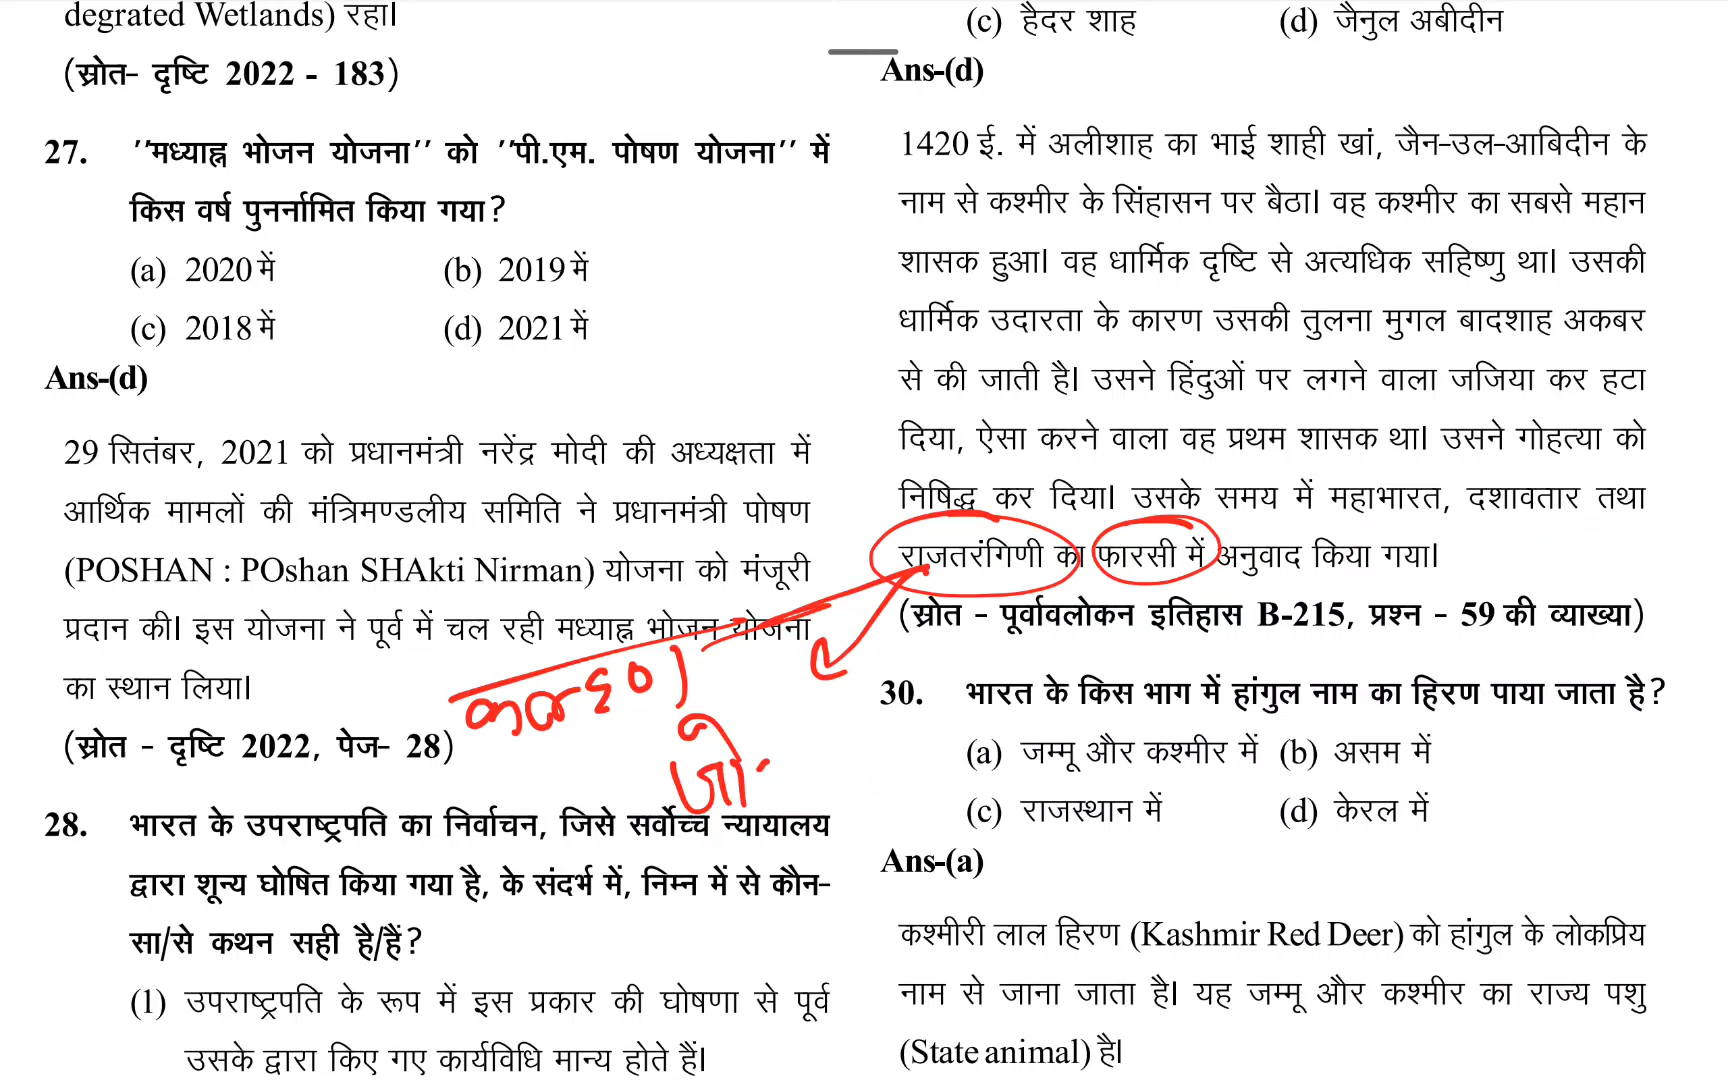 degrated Wetlands) रहा।
(स्रोत- दृष्टि 2022 - 183)
27. ''मध्याह्न भोजन योजना'' को ''पी.एम. पोषण योजना'' में
किस वर्ष पुनर्नामित किया गया?
(a) 2020 में (b) 2019 में
(c) 2018 में (d) 2021 में
Ans-(d)
29 सितंबर, 2021 को प्रधानमंत्री नरेंद्र मोदी की अध्यक्षता में
आर्थिक मामलों की मंत्रिमण्डलीय समिति ने प्रधानमंत्री पोषण
(POSHAN : POshan SHAkti Nirman) योजना को मंजूरी
प्रदान की। इस योजना ने पूर्व में चल रही मध्याह्न भोजन योजना
का स्थान लिया।
(स्रोत - दृष्टि 2022, पेज- 28)
28. भारत के उपराष्ट्रपति का निर्वाचन, जिसे सर्वोच्च न्यायालय
द्वारा शून्य घोषित किया गया है, के संदर्भ में, निम्न में से कौन-
सा/से कथन सही है/हैं?
(1) उपराष्ट्रपति के रूप में इस प्रकार की घोषणा से पूर्व
उसके द्वारा किए गए कार्यविधि मान्य होते हैं।
(c) हैदर शाह (d) जैनुल अबीदीन
Ans-(d)
1420 ई. में अलीशाह का भाई शाही खां, जैन-उल-आबिदीन के
नाम से कश्मीर के सिंहासन पर बैठा। वह कश्मीर का सबसे महान
शासक हुआ। वह धार्मिक दृष्टि से अत्यधिक सहिष्णु था। उसकी
धार्मिक उदारता के कारण उसकी तुलना मुगल बादशाह अकबर
से की जाती है। उसने हिंदुओं पर लगने वाला जजिया कर हटा
दिया, ऐसा करने वाला वह प्रथम शासक था। उसने गोहत्या को
निषिद्ध कर दिया। उसके समय में महाभारत, दशावतार तथा
राजतरंगिणी का फारसी में अनुवाद किया गया।
(स्रोत - पूर्वावलोकन इतिहास B-215, प्रश्न - 59 की व्याख्या)
30. भारत के किस भाग में हांगुल नाम का हिरण पाया जाता है?
(a) जम्मू और कश्मीर में (b) असम में
(c) राजस्थान में (d) केरल में
Ans-(a)
कश्मीरी लाल हिरण (Kashmir Red Deer) को हांगुल के लोकप्रिय
नाम से जाना जाता है। यह जम्मू और कश्मीर का राज्य पशु
(State animal) है।